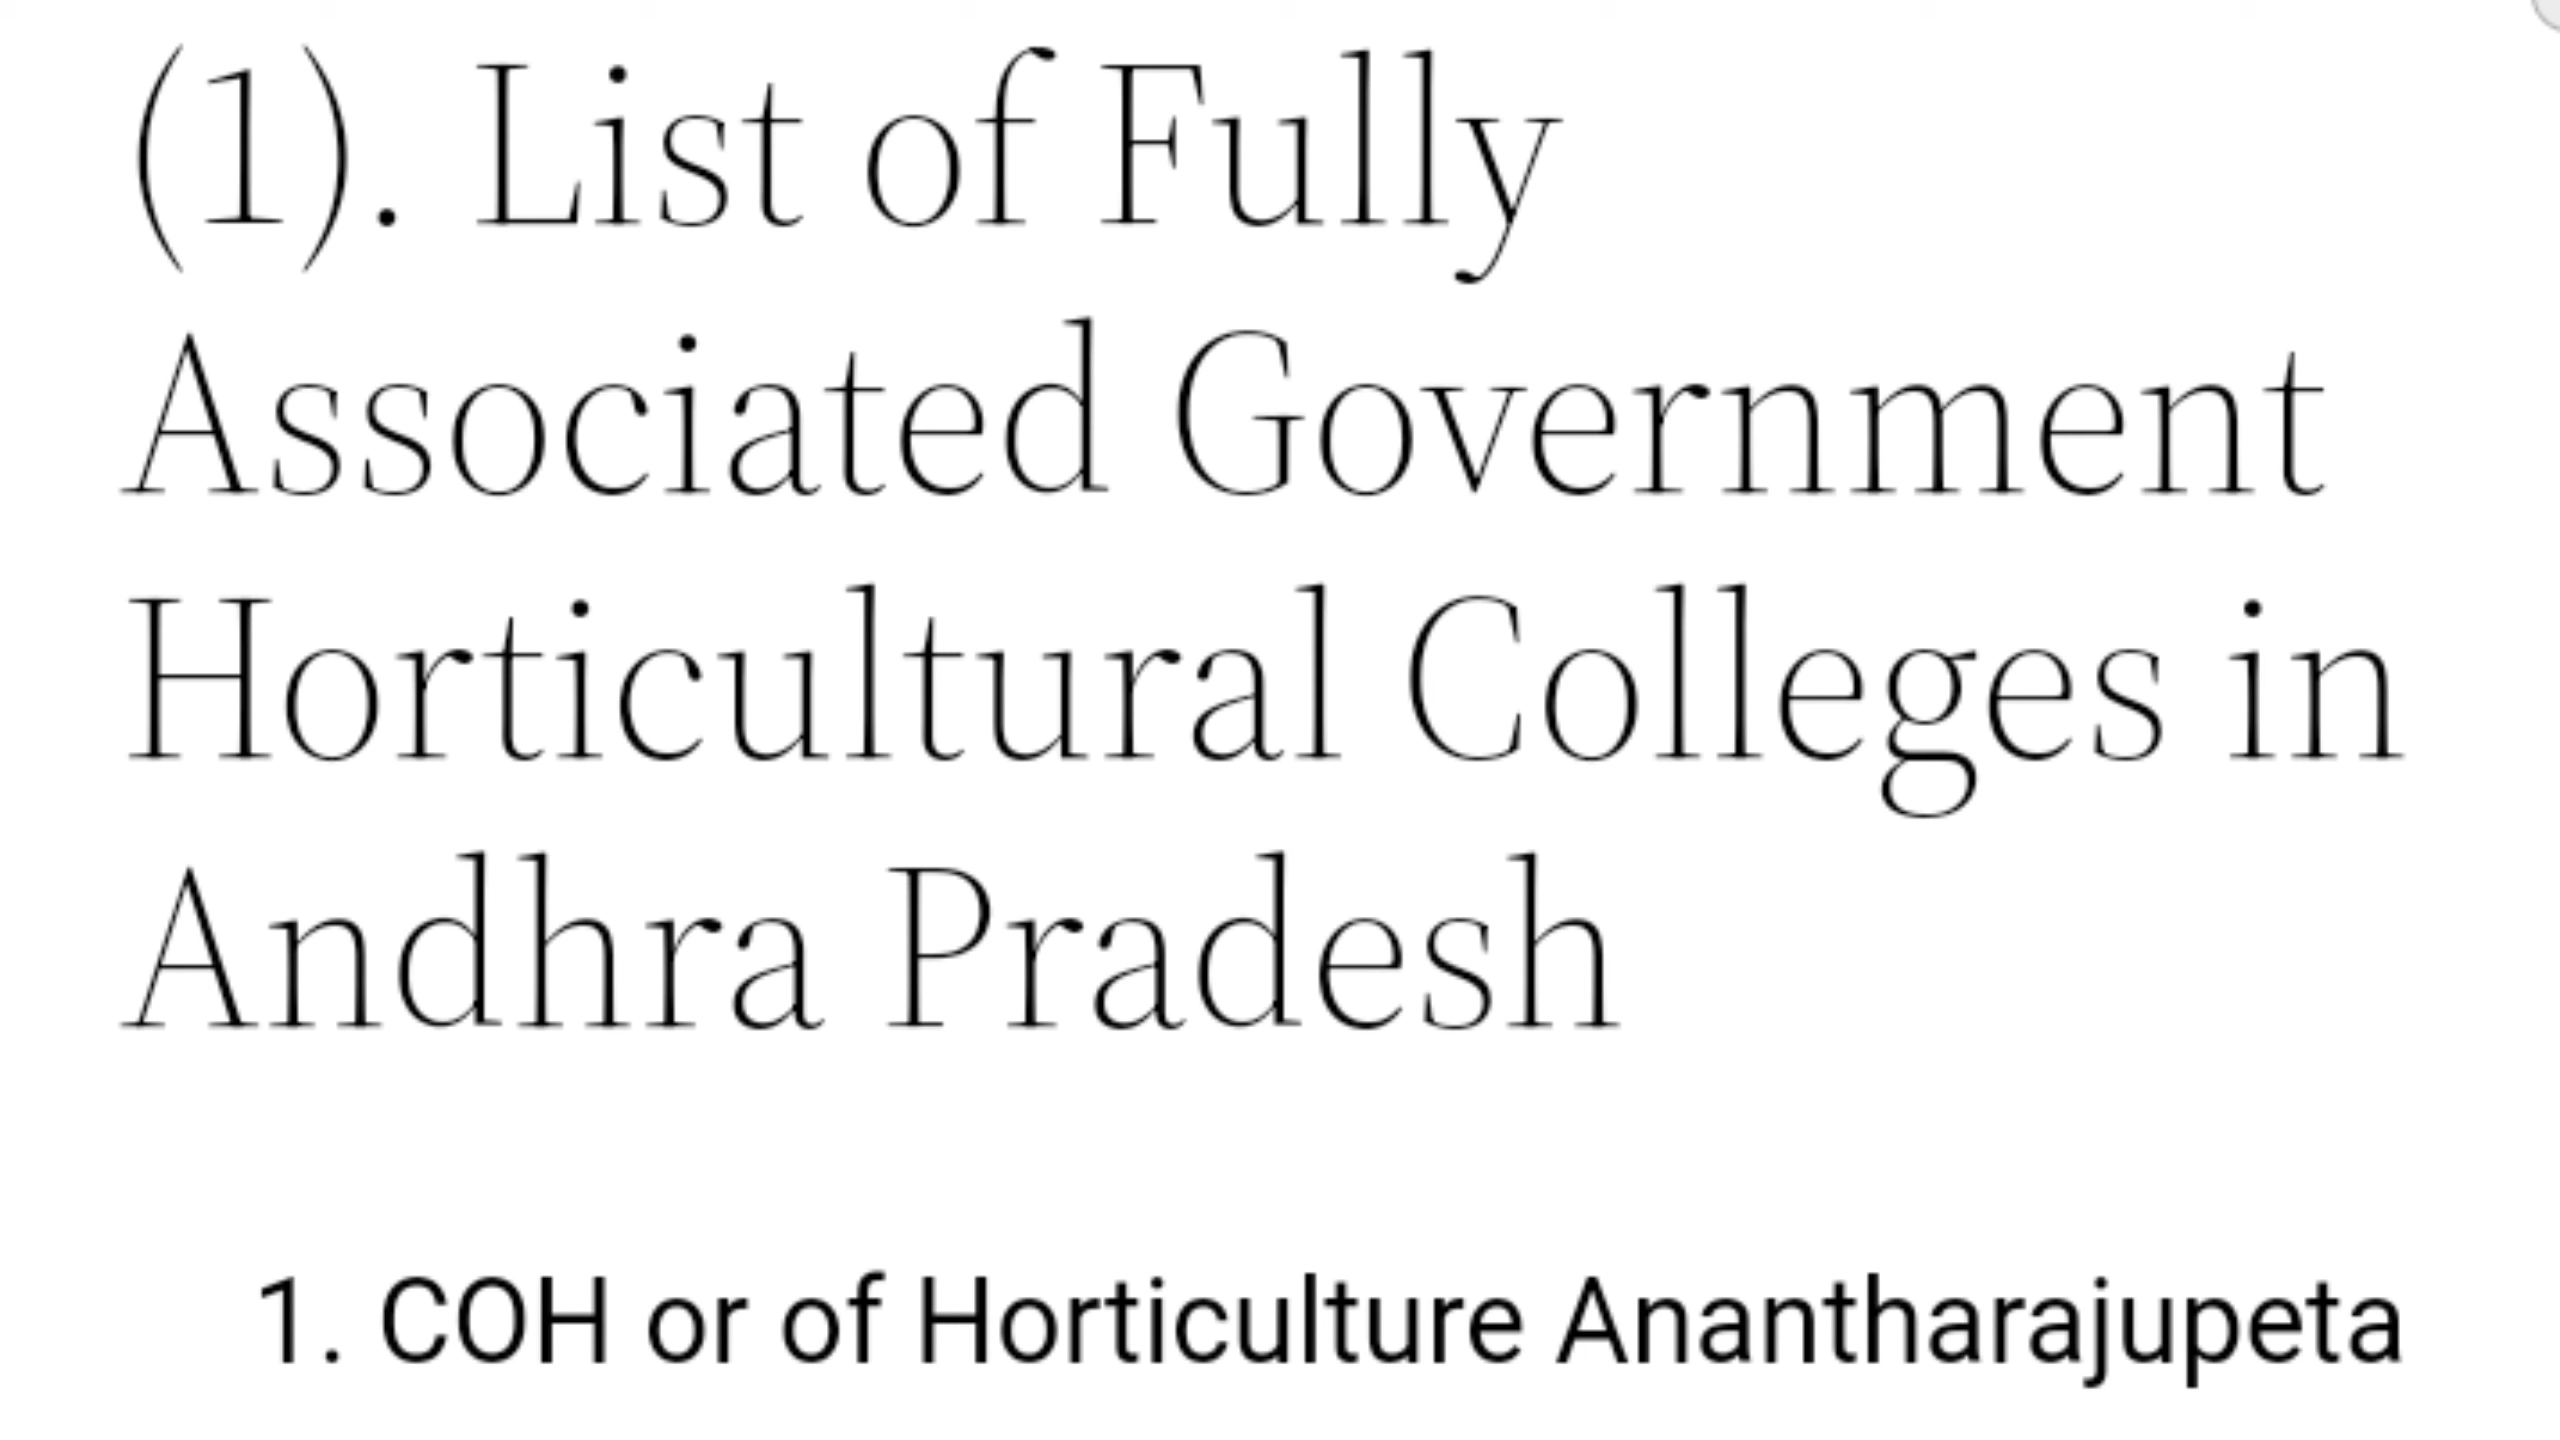 (1). List of Fully
Associated Government
Horticultural Colleges in
Andhra Pradesh
1. COH or of Horticulture Anantharajupeta